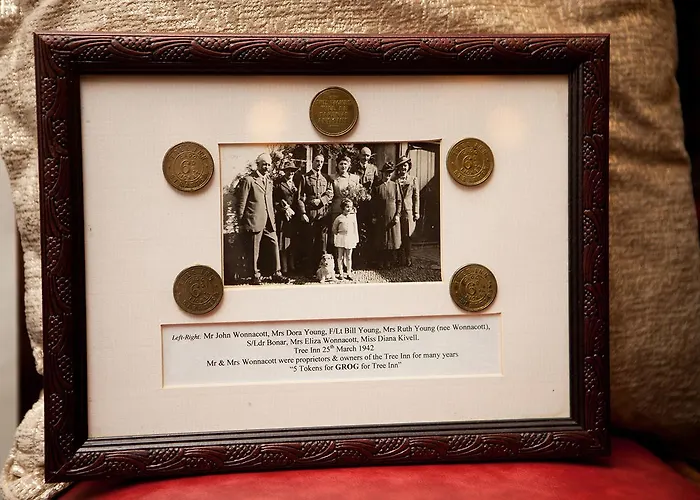 6
6
Left-Right: Mr John Wonnacott, Mrs Dora Young, F/Lt Bill Young, Mrs Ruth Young (nee Wonnacott),
S/Ldr Bonar, Mrs Eliza Wonnacott, Miss Diana Kivell.
Tree Inn 25th March 1942
Mr & Mrs Wonnacott were proprietors & owners of the Tree Inn for many years
“5 Tokens for GROG for Tree Inn”